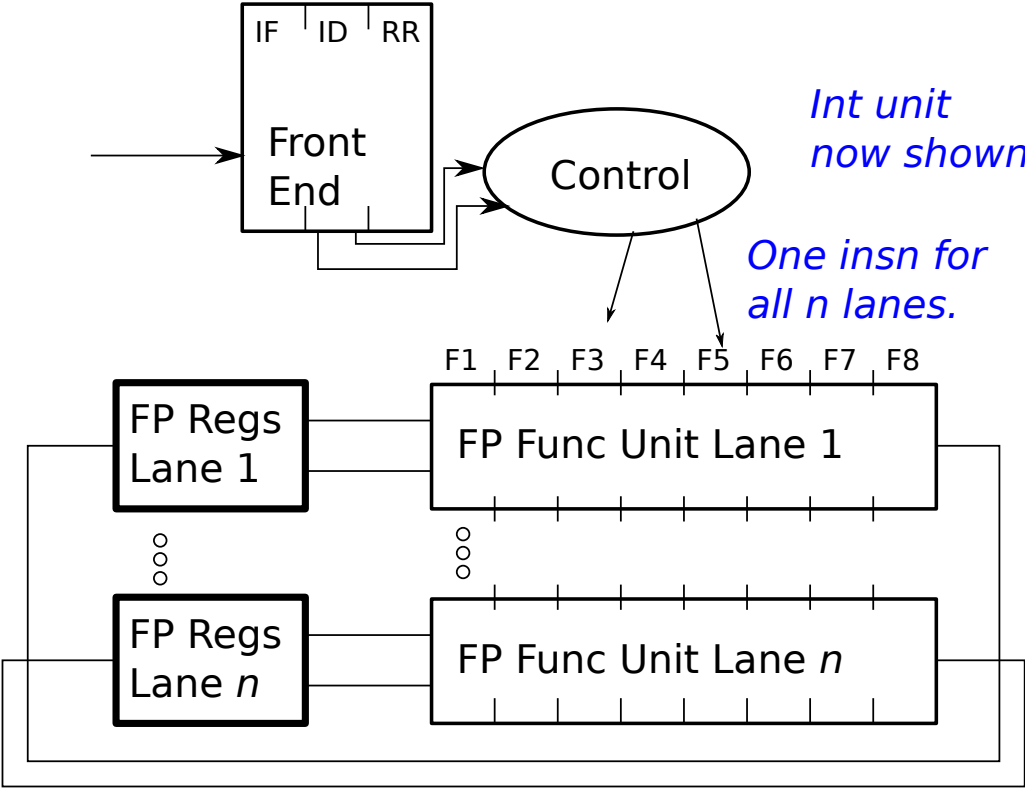 IF ID RR
Front
End
Control
Int unit
now shown
One insn for
all n lanes.
F1 F2 F3 F4 F5 F6 F7 F8
FP Regs
Lane 1
FP Func Unit Lane 1
FP Regs
Lane n
FP Func Unit Lane n